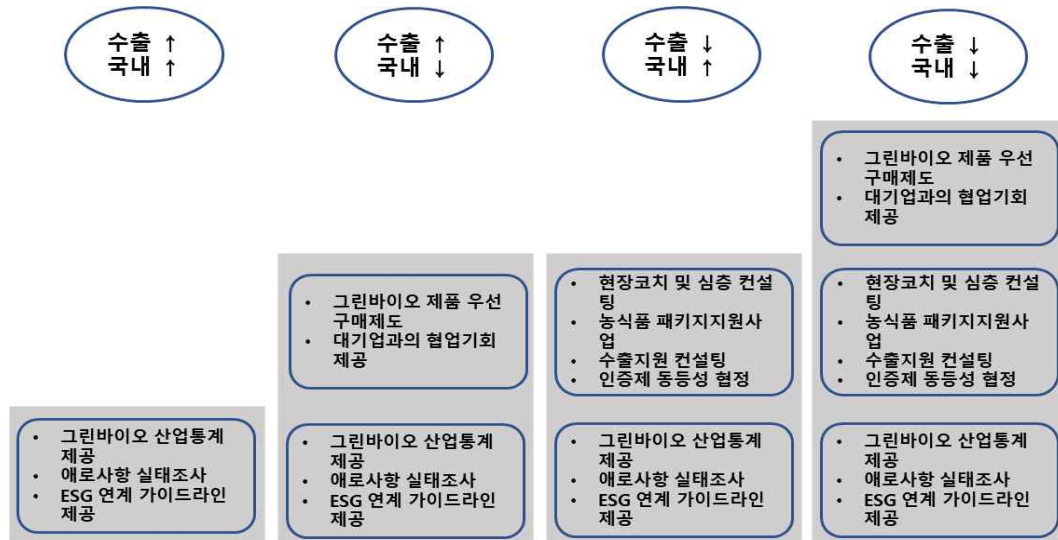 수출 ↑
국내 ↑
수출 ↑
국내 ↓
수출 ↓
국내 ↑
수출 ↓
국내 ↓
• 그린바이오 제품 우선
구매제도
• 대기업과의 협업기회
제공
• 그린바이오 제품 우선
구매제도
• 대기업과의 협업기회
제공
• 현장코치 및 심층 컨설
팅
• 농식품 패키지지원사
업
• 수출지원 컨설팅
• 인증제 동등성 협정
• 현장코치 및 심층 컨설
팅
• 농식품 패키지지원사
업
• 수출지원 컨설팅
• 인증제 동등성 협정
• 그린바이오 산업통계
제공
• 애로사항 실태조사
• ESG 연계 가이드라인
제공
• 그린바이오 산업통계
제공
• 애로사항 실태조사
• ESG 연계 가이드라인
제공
• 그린바이오 산업통계
제공
• 애로사항 실태조사
• ESG 연계 가이드라인
제공
• 그린바이오 산업통계
제공
• 애로사항 실태조사
• ESG 연계 가이드라인
제공